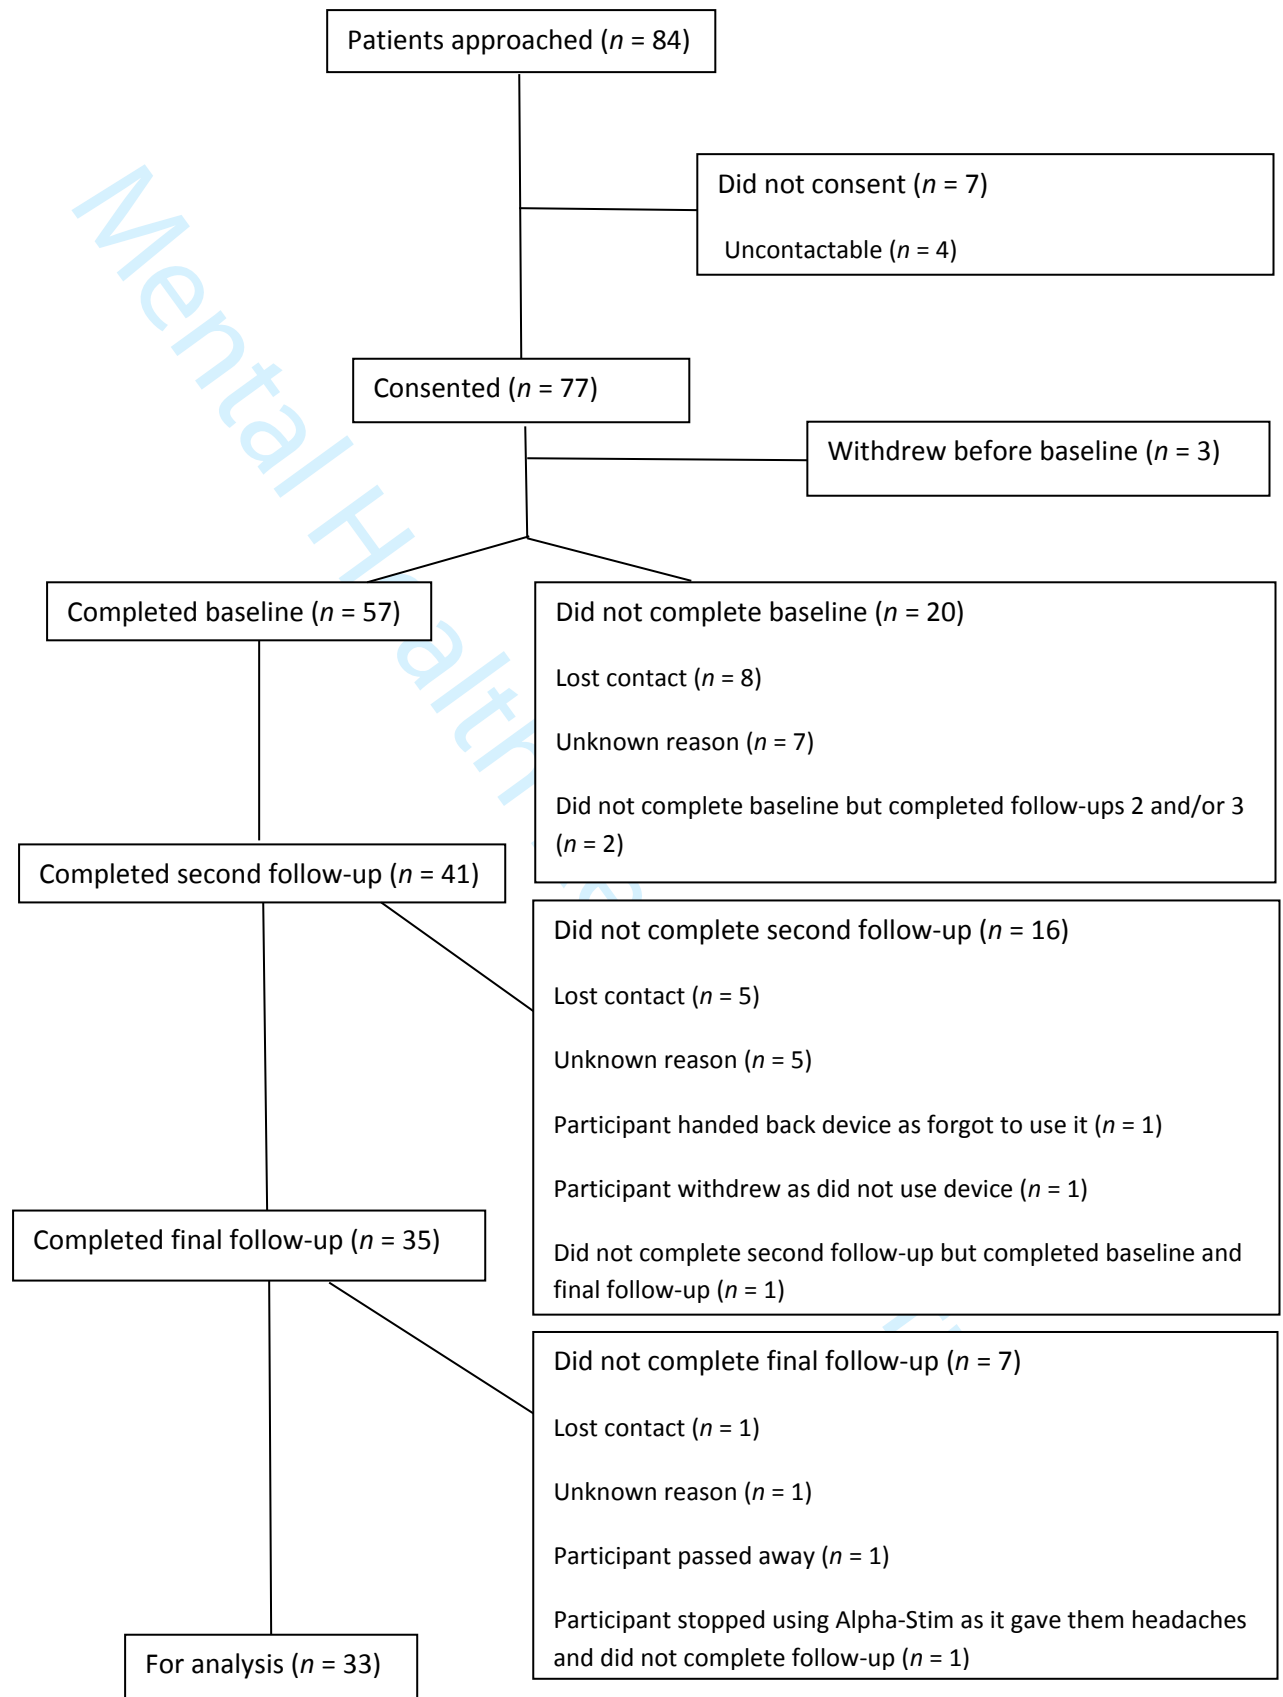 Patients approached (n = 84)
Did not consent (n = 7)
Uncontactable (n = 4)
Consented (n = 77)
Withdrew before baseline (n = 3)
Completed baseline (n = 57)
Did not complete baseline (n = 20)
Lost contact (n = 8)
Unknown reason (n = 7)
Did not complete baseline but completed follow-ups 2 and/or 3
(n = 2)
Completed second follow-up (n = 41)
Did not complete second follow-up (n = 16)
Lost contact (n = 5)
Unknown reason (n = 5)
Participant handed back device as forgot to use it (n = 1)
Participant withdrew as did not use device (n = 1)
Did not complete second follow-up but completed baseline and
final follow-up (n = 1)
Completed final follow-up (n = 35)
Did not complete final follow-up (n = 7)
Lost contact (n = 1)
Unknown reason (n = 1)
Participant passed away (n = 1)
Participant stopped using Alpha-Stim as it gave them headaches
and did not complete follow-up (n = 1)
For analysis (n = 33)
Mental Health